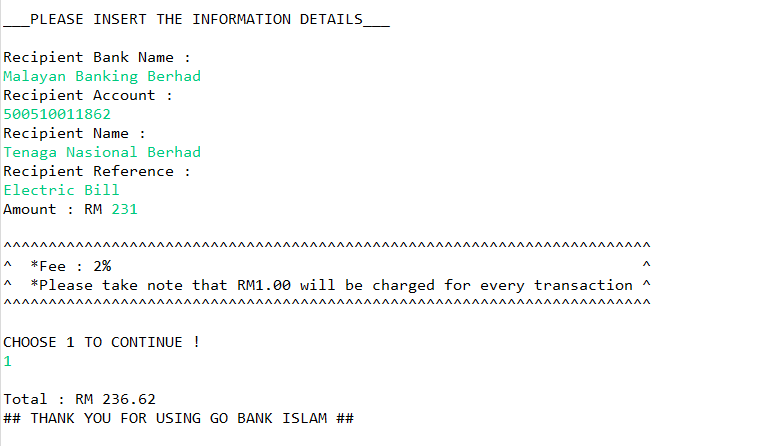 ___PLEASE INSERT THE INFORMATION DETAILS___
Recipient Bank Name :
Malayan Banking Berhad
Recipient Account :
500510011862
Recipient Name :
Tenaga Nasional Berhad
Recipient Reference :
Electric Bill
Amount : RM 231
^^^^^^^^^^^^^^^^^^^^^^^^^^^^^^^^^^^^^^^^^^^^^^^^^^^^^^^^^^^^^^^^^^^^^^^^
^  *Fee : 2%                                                           ^
^  *Please take note that RM1.00 will be charged for every transaction ^
^^^^^^^^^^^^^^^^^^^^^^^^^^^^^^^^^^^^^^^^^^^^^^^^^^^^^^^^^^^^^^^^^^^^^^^^
CHOOSE 1 TO CONTINUE !
1
Total : RM 236.62
## THANK YOU FOR USING GO BANK ISLAM ##